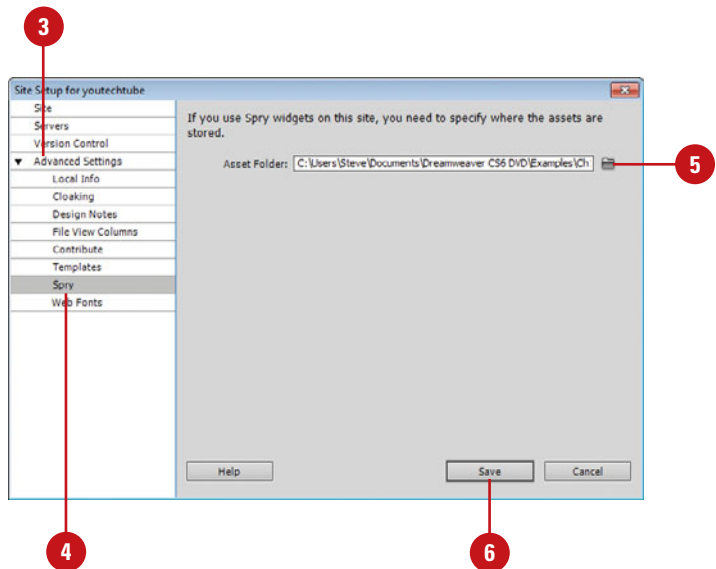 3
Site Setup for youtechtube
Site
Servers
Version Control
Advanced Settings
Local Info
Cloaking
Design Notes
File View Columns
Contribute
Templates
Spry
Web Fonts
If you use Spry widgets on this site, you need to specify where the assets are
stored.
Asset Folder: C:\Users\Steve\Documents\Dreamweaver CS6 DVD\Examples\Ch
5
Help
Save
Cancel
4
6